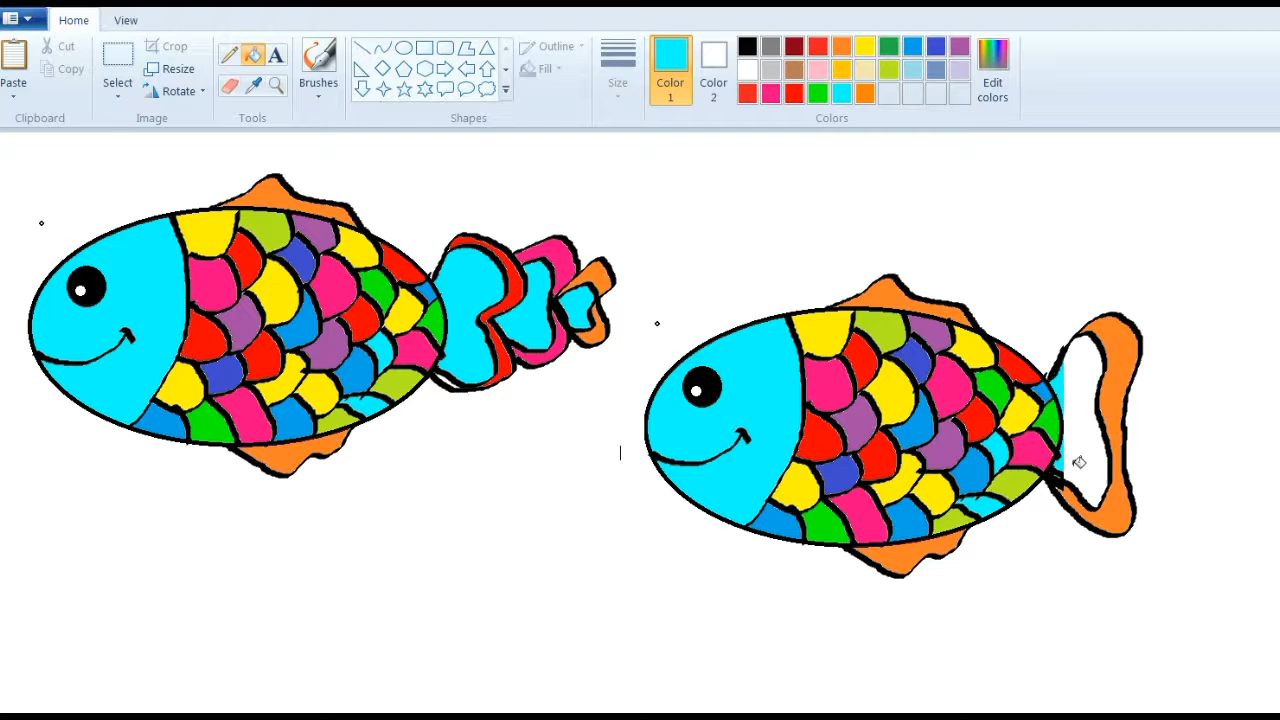 Home View
Paste
Cut
Copy
Clipboard
Select
Crop
Resize
Rotate
Image
A
Tools
Brushes
Outline
Fill
Shapes
Size
Color
1
Color
2
Edit
colors
Colors